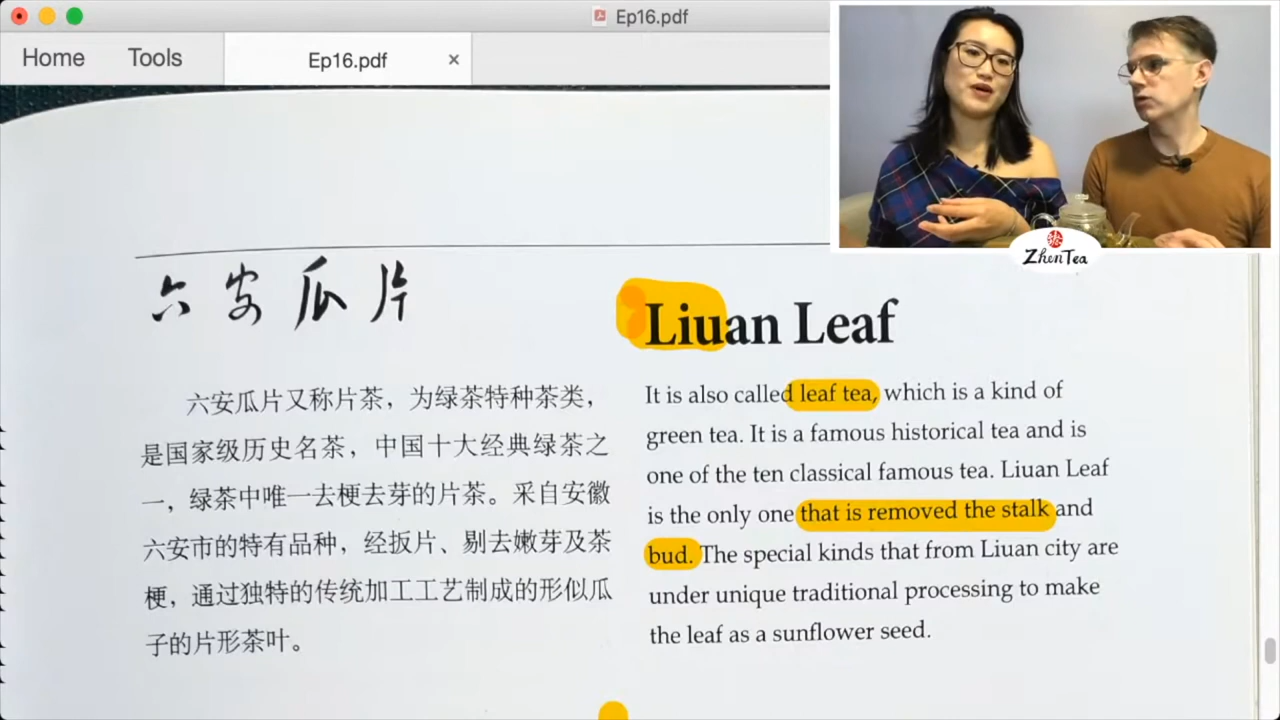 Ep16.pdf
Home
Tools
Ep16.pdf
×
张
ZhenTea
六安瓜片
六安瓜片又称片茶，为绿茶特种茶类，
是国家级历史名茶，中国十大经典绿茶之
一，绿茶中唯一去梗去芽的片茶。采自安徽
六安市的特有品种，经扳片、剔去嫩芽及茶
梗，通过独特的传统加工工艺制成的形似瓜
子的片形茶叶。
Liuan Leaf
It is also called leaf tea, which is a kind of
green tea. It is a famous historical tea and is
one of the ten classical famous tea. Liuan Leaf
is the only one that is removed the stalk and
bud. The special kinds that from Liuan city are
under unique traditional processing to make
the leaf as a sunflower seed.